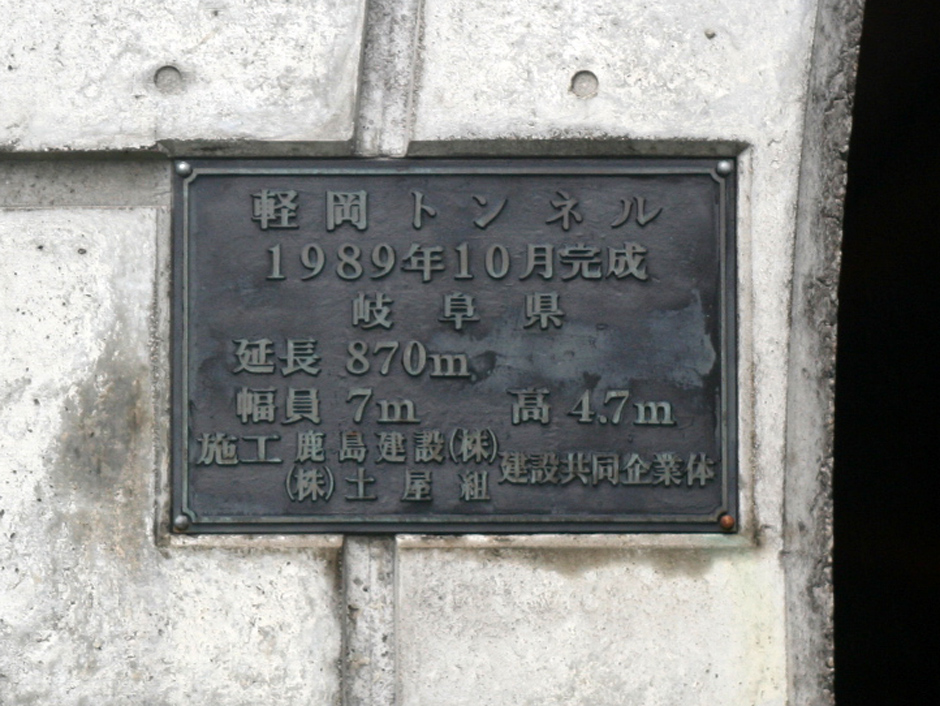 軽岡トンネル
1989年10月完成
岐阜県
延長 870m
幅員 7m 高 4.7m
施工 鹿島建設(株)
(株)土屋組 建設共同企業体